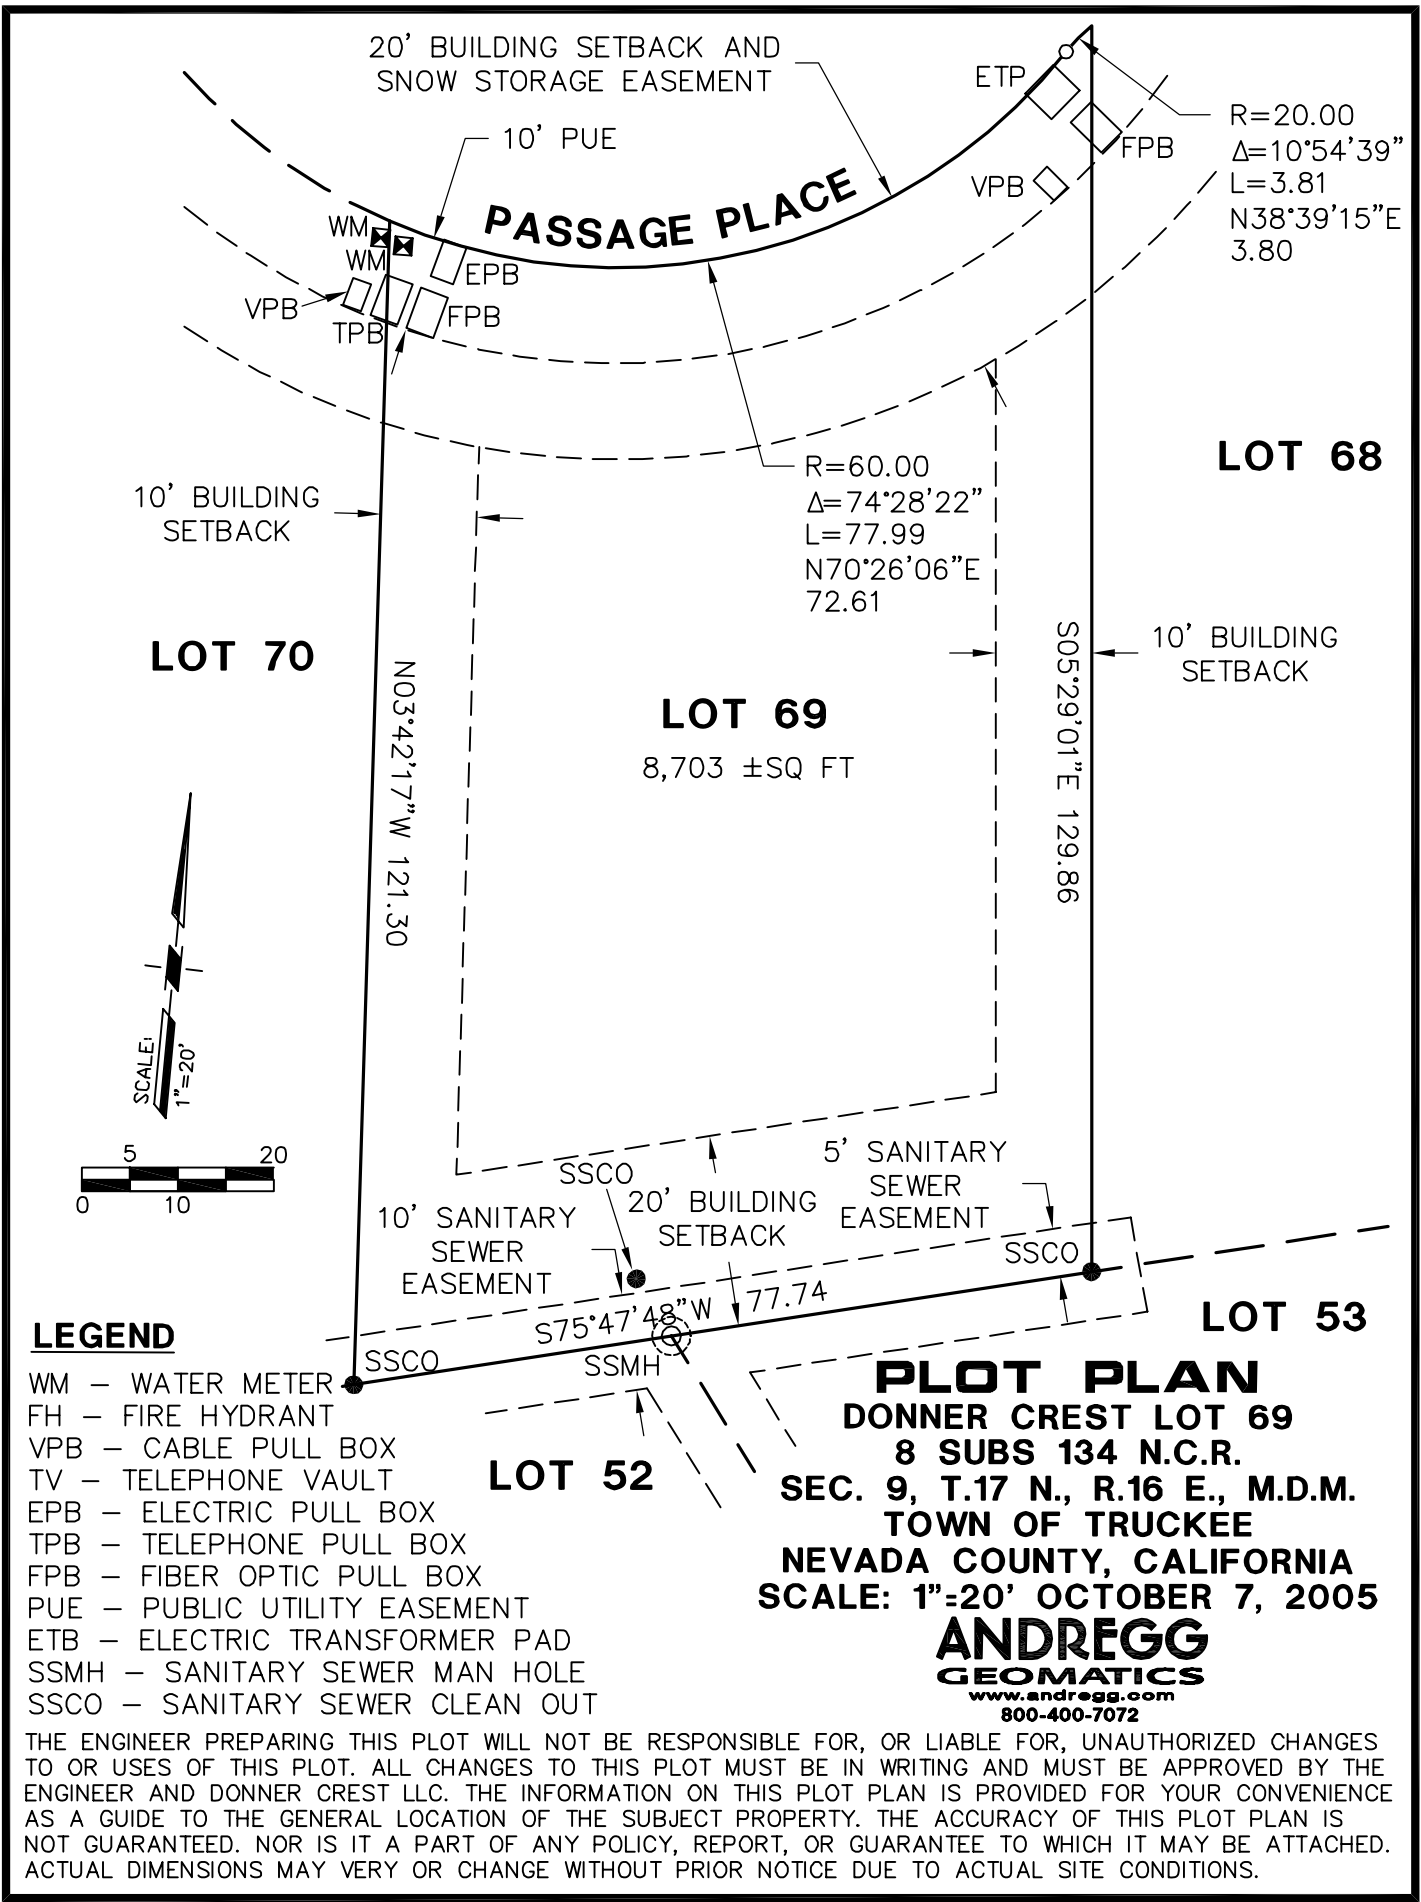 20' BUILDING SETBACK AND
SNOW STORAGE EASEMENT
10' PUE
PASSAGE PLACE
ETP
FPB
VPB
R=20.00
Δ=10°54'39"
L=3.81
N38°39'15"E
3.80
WM
WM
EPB
VPB
TPB
FPB
R=60.00
Δ=74°28'22"
L=77.99
N70°26'06"E
72.61
LOT 68
10' BUILDING
SETBACK
LOT 70
N03°42'17"W 121.30
LOT 69
8,703 ±SQ FT
S05°29'01"E 129.86
10' BUILDING
SETBACK
SCALE:
1"=20'
5 20
0 10
SSCO
20' BUILDING
SETBACK
5' SANITARY
SEWER
EASEMENT
10' SANITARY
SEWER
EASEMENT
SSCO
S75°47'48"W 77.74
SSCO
SSMH
LOT 53
LOT 52
LEGEND
WM – WATER METER
FH – FIRE HYDRANT
VPB – CABLE PULL BOX
TV – TELEPHONE VAULT
EPB – ELECTRIC PULL BOX
TPB – TELEPHONE PULL BOX
FPB – FIBER OPTIC PULL BOX
PUE – PUBLIC UTILITY EASEMENT
ETB – ELECTRIC TRANSFORMER PAD
SSMH – SANITARY SEWER MAN HOLE
SSCO – SANITARY SEWER CLEAN OUT
PLOT PLAN
DONNER CREST LOT 69
8 SUBS 134 N.C.R.
SEC. 9, T.17 N., R.16 E., M.D.M.
TOWN OF TRUCKEE
NEVADA COUNTY, CALIFORNIA
SCALE: 1"=20' OCTOBER 7, 2005
ANDREGG
GEOMATICS
www.andregg.com
800-400-7072
THE ENGINEER PREPARING THIS PLOT WILL NOT BE RESPONSIBLE FOR, OR LIABLE FOR, UNAUTHORIZED CHANGES
TO OR USES OF THIS PLOT. ALL CHANGES TO THIS PLOT MUST BE IN WRITING AND MUST BE APPROVED BY THE
ENGINEER AND DONNER CREST LLC. THE INFORMATION ON THIS PLOT PLAN IS PROVIDED FOR YOUR CONVENIENCE
AS A GUIDE TO THE GENERAL LOCATION OF THE SUBJECT PROPERTY. THE ACCURACY OF THIS PLOT PLAN IS
NOT GUARANTEED. NOR IS IT A PART OF ANY POLICY, REPORT, OR GUARANTEE TO WHICH IT MAY BE ATTACHED.
ACTUAL DIMENSIONS MAY VERY OR CHANGE WITHOUT PRIOR NOTICE DUE TO ACTUAL SITE CONDITIONS.